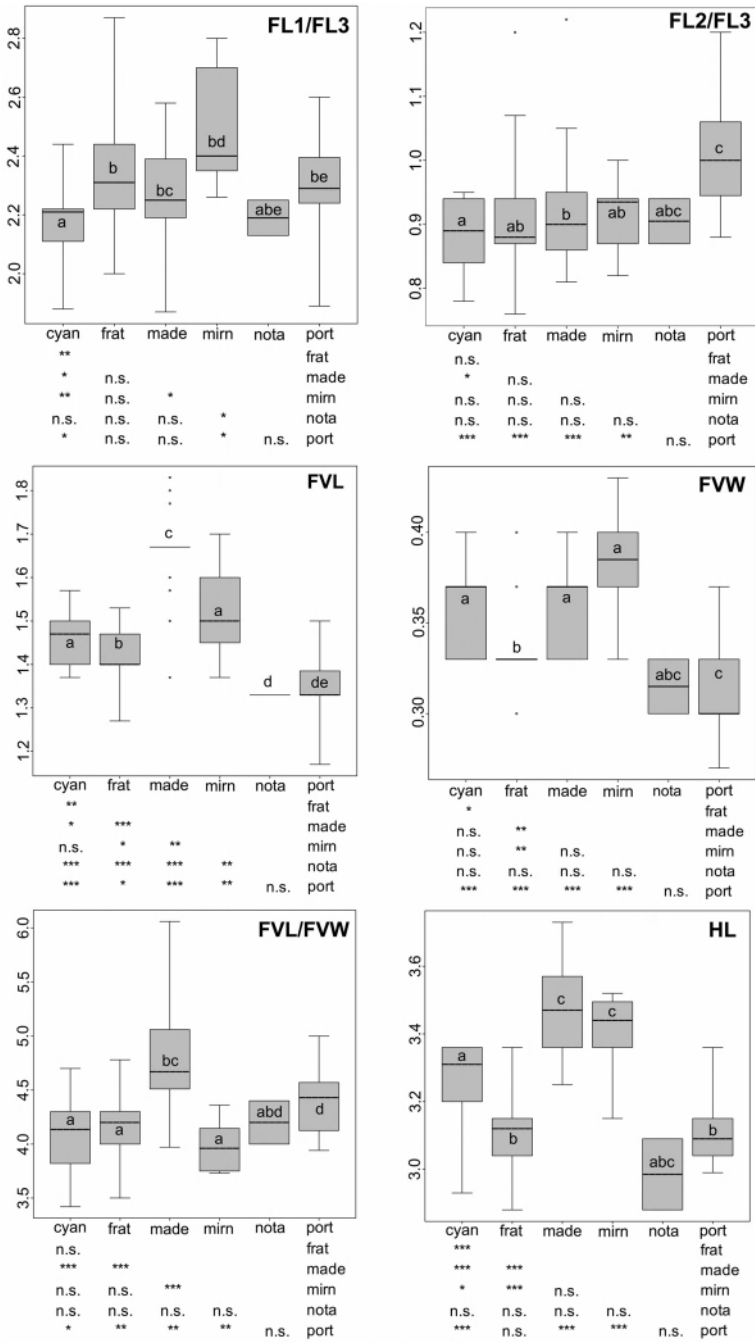 FL1/FL3
2.8
2.6
2.4
2.2
2.0
a
b
bc
bd
abe
be
cyan frat made mirn nota port
** frat
* n.s. made
** n.s. * mirn
n.s. n.s. n.s. * nota
* n.s. n.s. * n.s. port
FL2/FL3
1.2
1.1
1.0
0.9
0.8
a
ab
b
ab
abc
c
cyan frat made mirn nota port
n.s. frat
* n.s. made
n.s. n.s. n.s. mirn
n.s. n.s. n.s. n.s. nota
*** *** *** ** n.s. port
FVL
1.8
1.7
1.6
1.5
1.4
1.3
1.2
a
b
c
a
d
de
cyan frat made mirn nota port
** frat
* *** made
n.s. * ** mirn
*** *** *** ** nota
*** * *** ** n.s. port
FVW
0.40
0.35
0.30
a
b
a
a
abc
c
cyan frat made mirn nota port
* frat
n.s. ** made
n.s. ** n.s. mirn
n.s. n.s. n.s. n.s. nota
*** *** *** *** n.s. port
FVL/FVW
6.0
5.5
5.0
4.5
4.0
3.5
a
a
bc
a
abd
d
cyan frat made mirn nota port
n.s. frat
*** *** made
n.s. n.s. *** mirn
n.s. n.s. n.s. n.s. nota
* ** ** ** n.s. port
HL
3.6
3.4
3.2
3.0
a
b
c
c
abc
b
cyan frat made mirn nota port
*** frat
*** *** made
* *** n.s. mirn
n.s. n.s. n.s. n.s. nota
*** n.s. *** *** n.s. port